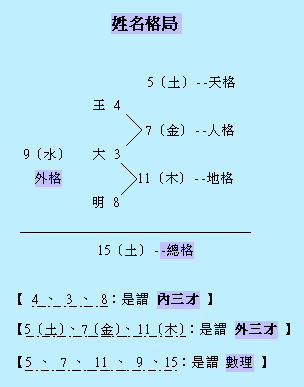 姓名格局
5〔土〕--天格
王 4
7〔金〕--人格
9〔水〕 大 3
外格 11〔木〕--地格
明 8
15〔土〕--總格
【 4 、 3 、 8：是謂 內三才 】
【5〔土〕、7〔金〕、11〔木〕：是謂 外三才 】
【5 、 7 、 11 、 9 、15：是謂 數理 】